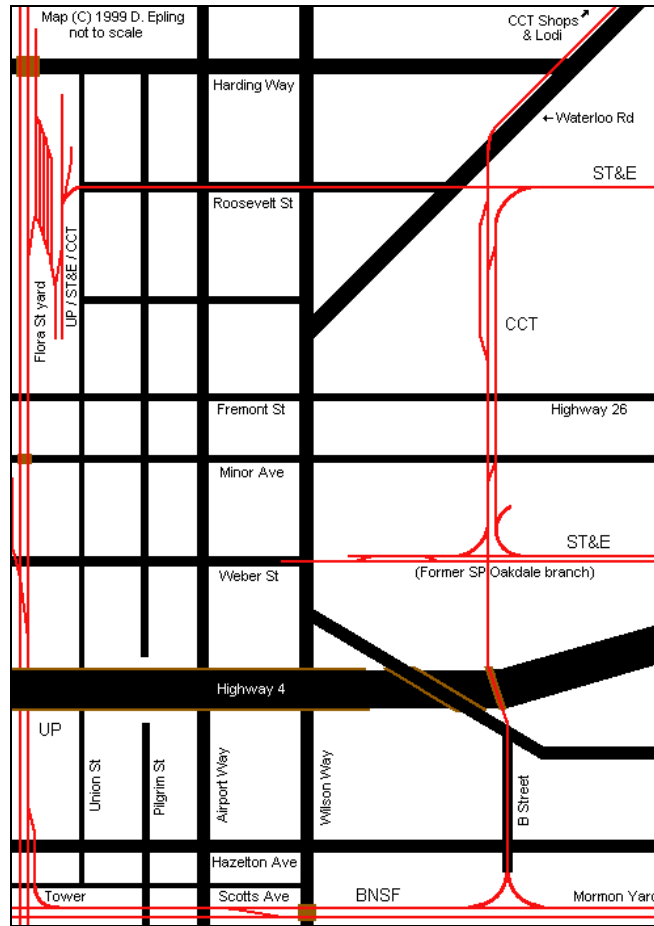 Map (C) 1999 D. Epling
not to scale
CCT Shops
& Lodi
Harding Way
←Waterloo Rd
ST&E
Roosevelt St
Flora St yard
UP / ST&E / CCT
CCT
Fremont St
Highway 26
Minor Ave
ST&E
Weber St
(Former SP Oakdale branch)
Highway 4
UP
Union St
Pilgrim St
Airport Way
Wilson Way
B Street
Hazelton Ave
Tower
Scotts Ave
BNSF
Mormon Yard